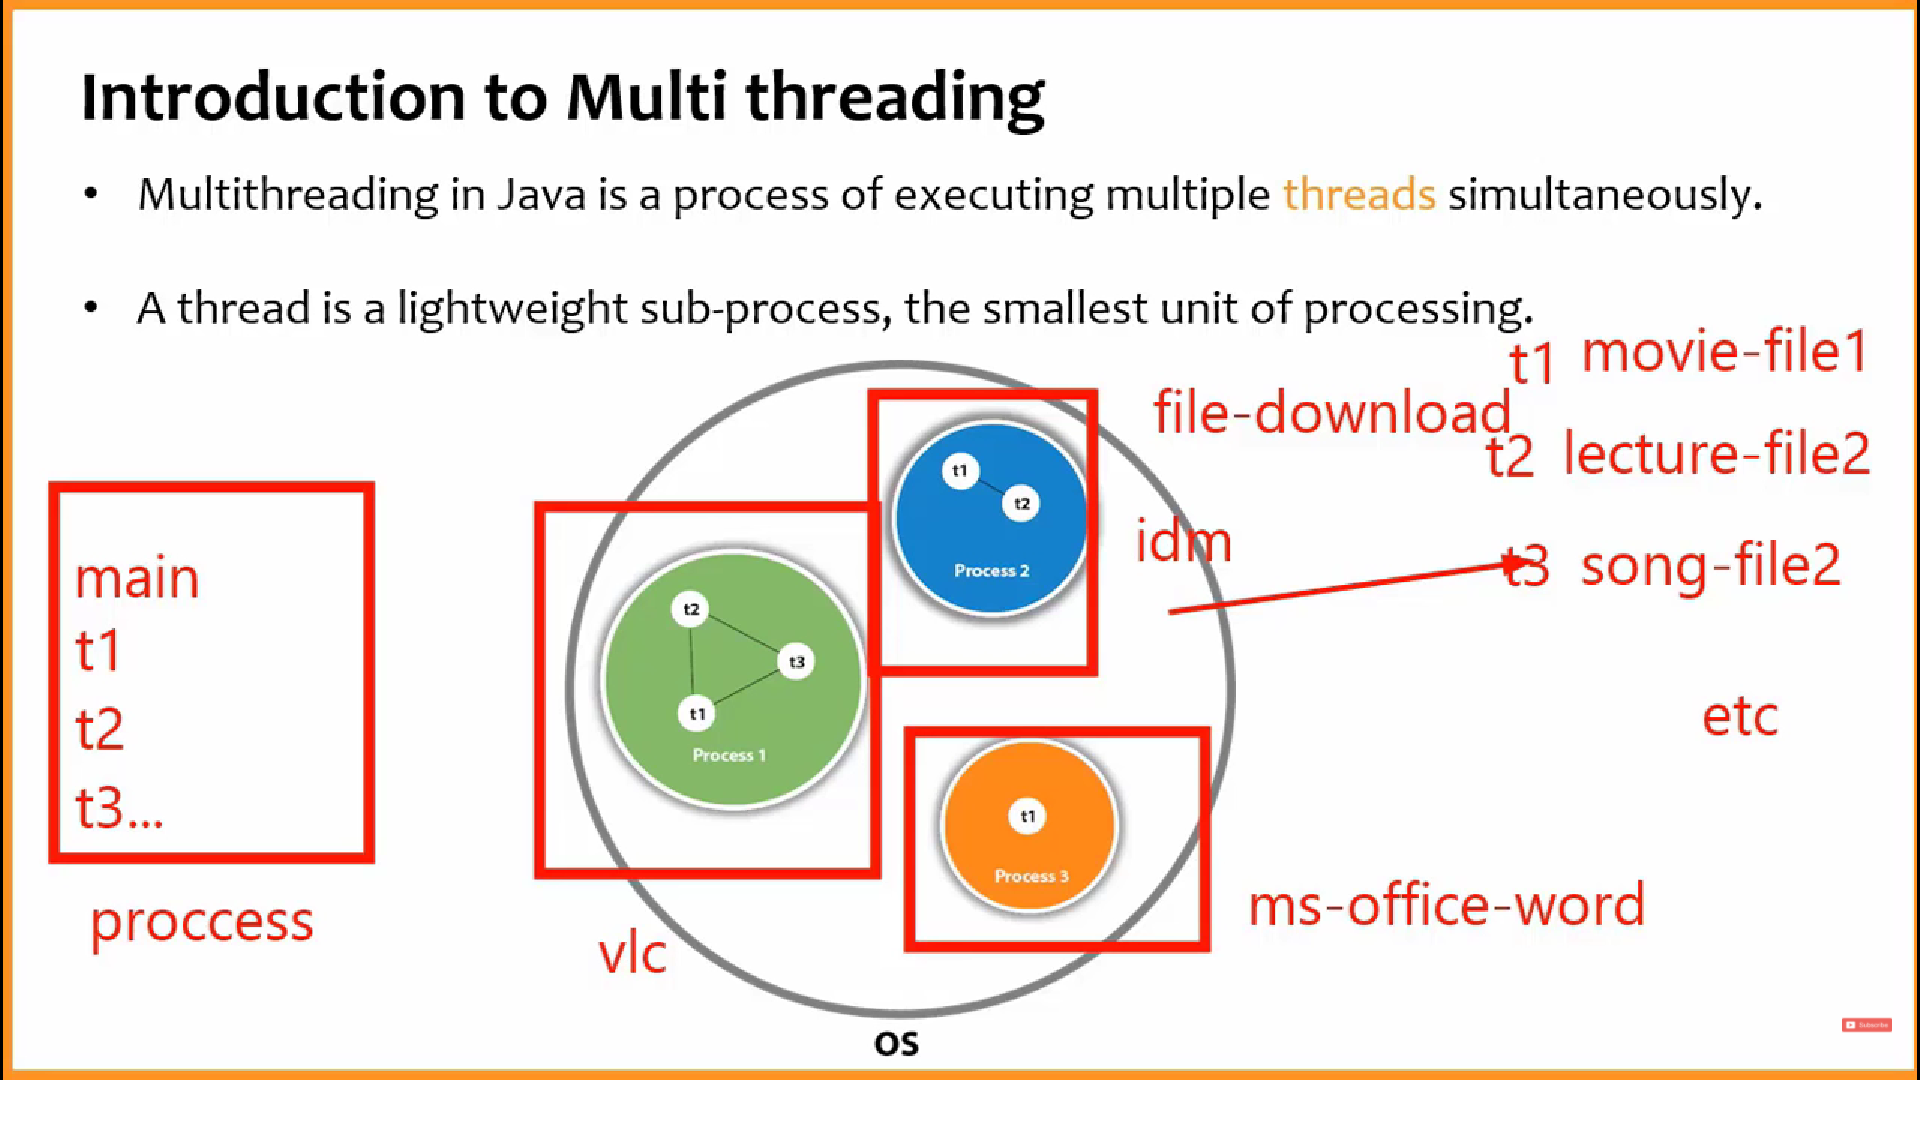 Introduction to Multi threading
• Multithreading in Java is a process of executing multiple threads simultaneously.
• A thread is a lightweight sub-process, the smallest unit of processing.
t1 movie-file1
file-download
t2 lecture-file2
idm
t3 song-file2
etc
t1
t2
Process 2
main
t1
t2
t3...
proccess
t2
t3
t1
Process 1
vlc
t1
Process 3
ms-office-word
OS
Subscribe